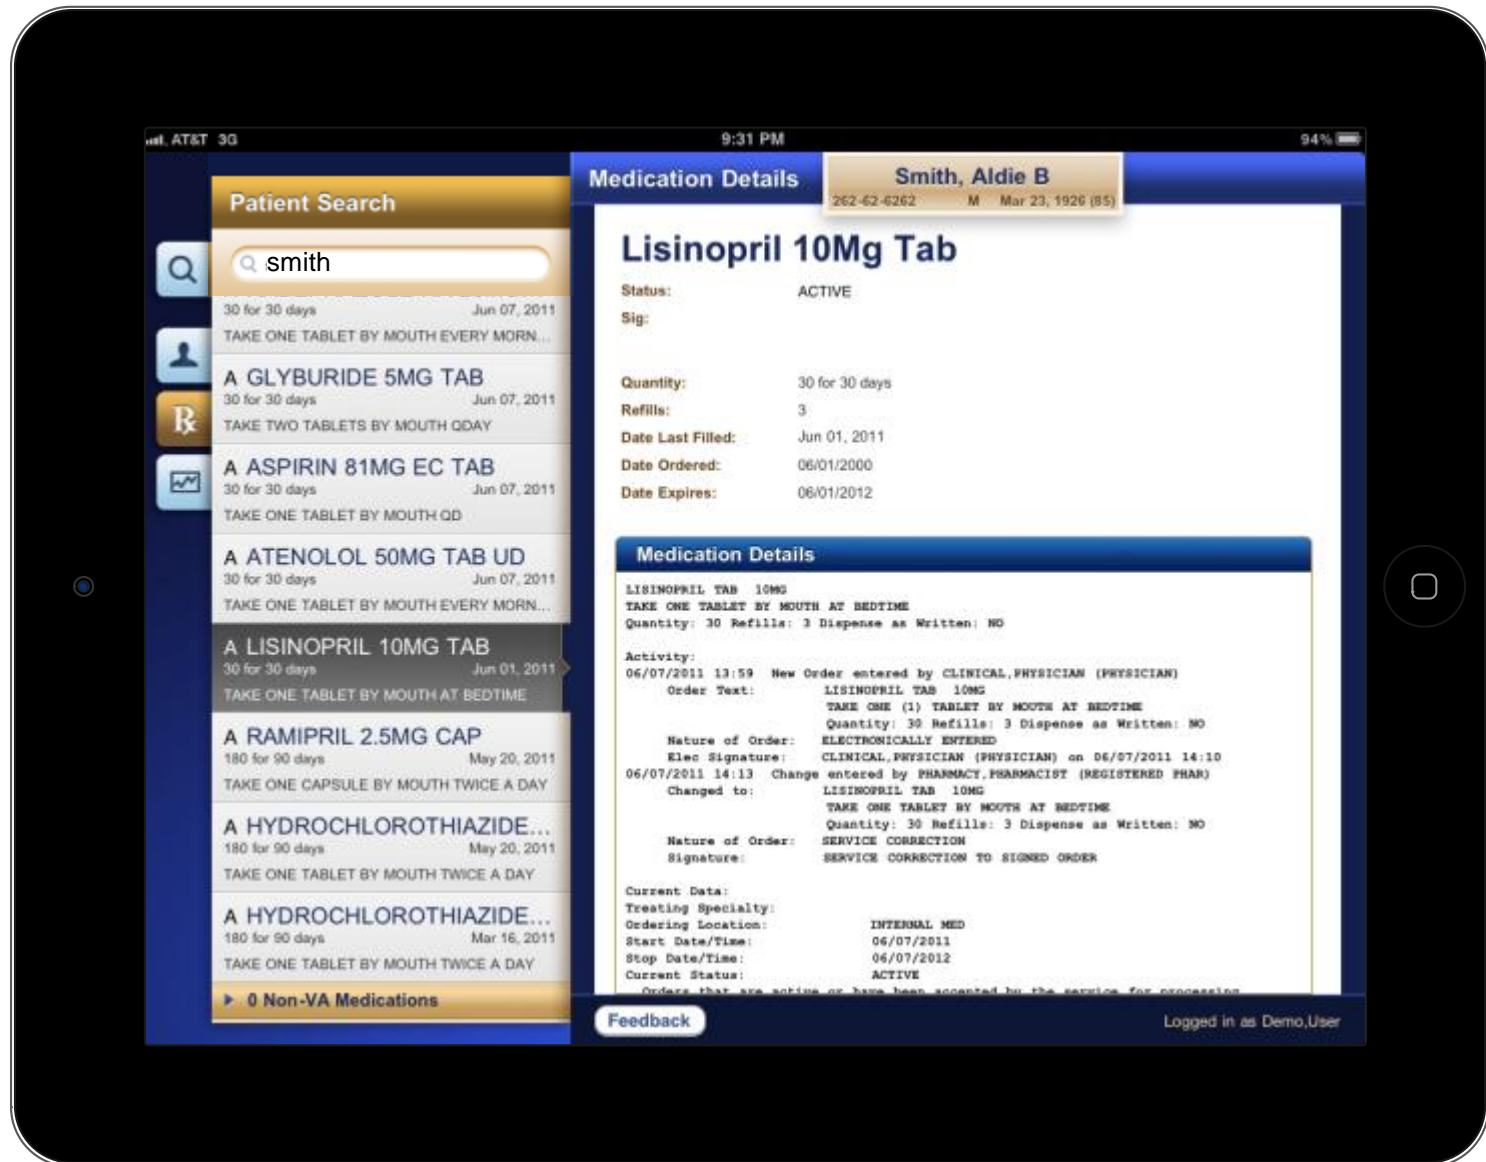 AT&T 3G 9:31 PM 94%
Patient Search
smith
30 for 30 days Jun 07, 2011
TAKE ONE TABLET BY MOUTH EVERY MORN...
A GLYBURIDE 5MG TAB
30 for 30 days Jun 07, 2011
TAKE TWO TABLETS BY MOUTH QDAY
A ASPIRIN 81MG EC TAB
30 for 30 days Jun 07, 2011
TAKE ONE TABLET BY MOUTH QD
A ATENOLOL 50MG TAB UD
30 for 30 days Jun 07, 2011
TAKE ONE TABLET BY MOUTH EVERY MORN...
A LISINOPRIL 10MG TAB
30 for 30 days Jun 01, 2011
TAKE ONE TABLET BY MOUTH AT BEDTIME
A RAMIPRIL 2.5MG CAP
180 for 90 days May 20, 2011
TAKE ONE CAPSULE BY MOUTH TWICE A DAY
A HYDROCHLOROTHIAZIDE...
180 for 90 days May 20, 2011
TAKE ONE TABLET BY MOUTH TWICE A DAY
A HYDROCHLOROTHIAZIDE...
180 for 90 days Mar 16, 2011
TAKE ONE TABLET BY MOUTH TWICE A DAY
0 Non-VA Medications
Medication Details
Smith, Aldie B
262-62-6262 M Mar 23, 1926 (85)
Lisinopril 10Mg Tab
Status: ACTIVE
Sig:
Quantity: 30 for 30 days
Refills: 3
Date Last Filled: Jun 01, 2011
Date Ordered: 06/01/2000
Date Expires: 06/01/2012
Medication Details
LISINOPRIL TAB 10MG
TAKE ONE TABLET BY MOUTH AT BEDTIME
Quantity: 30 Refills: 3 Dispense as Written: NO
Activity:
06/07/2011 13:59 New Order entered by CLINICAL,PHYSICIAN (PHYSICIAN)
Order Text: LISINOPRIL TAB 10MG
TAKE ONE (1) TABLET BY MOUTH AT BEDTIME
Quantity: 30 Refills: 3 Dispense as Written: NO
Nature of Order: ELECTRONICALLY ENTERED
Elec Signature: CLINICAL,PHYSICIAN (PHYSICIAN) on 06/07/2011 14:10
06/07/2011 14:13 Change entered by PHARMACY,PHARMACIST (REGISTERED PHAR)
Changed to: LISINOPRIL TAB 10MG
TAKE ONE TABLET BY MOUTH AT BEDTIME
Quantity: 30 Refills: 3 Dispense as Written: NO
Nature of Order: SERVICE CORRECTION
Signature: SERVICE CORRECTION TO SIGNED ORDER
Current Data:
Treating Specialty:
Ordering Location: INTERNAL MED
Start Date/Time: 06/07/2011
Stop Date/Time: 06/07/2012
Current Status: ACTIVE
Orders that are active or have been accepted by the service for processing
Feedback
Logged in as Demo,User